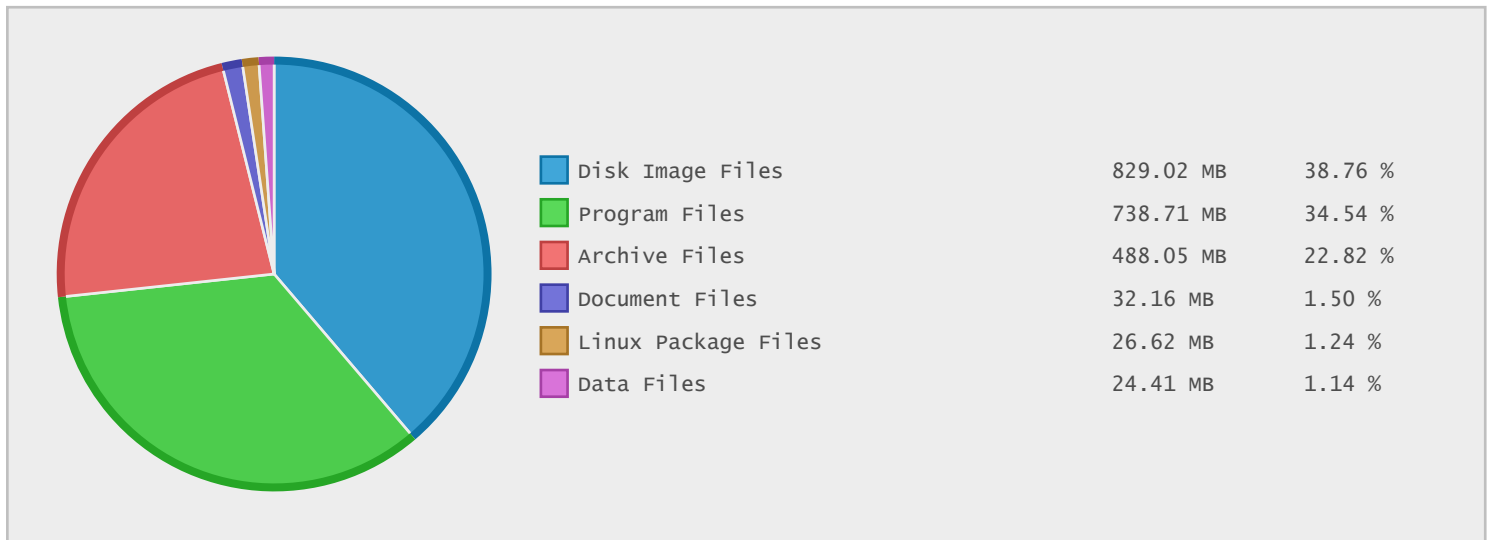 Disk Image Files 829.02 MB 38.76 %
Program Files 738.71 MB 34.54 %
Archive Files 488.05 MB 22.82 %
Document Files 32.16 MB 1.50 %
Linux Package Files 26.62 MB 1.24 %
Data Files 24.41 MB 1.14 %